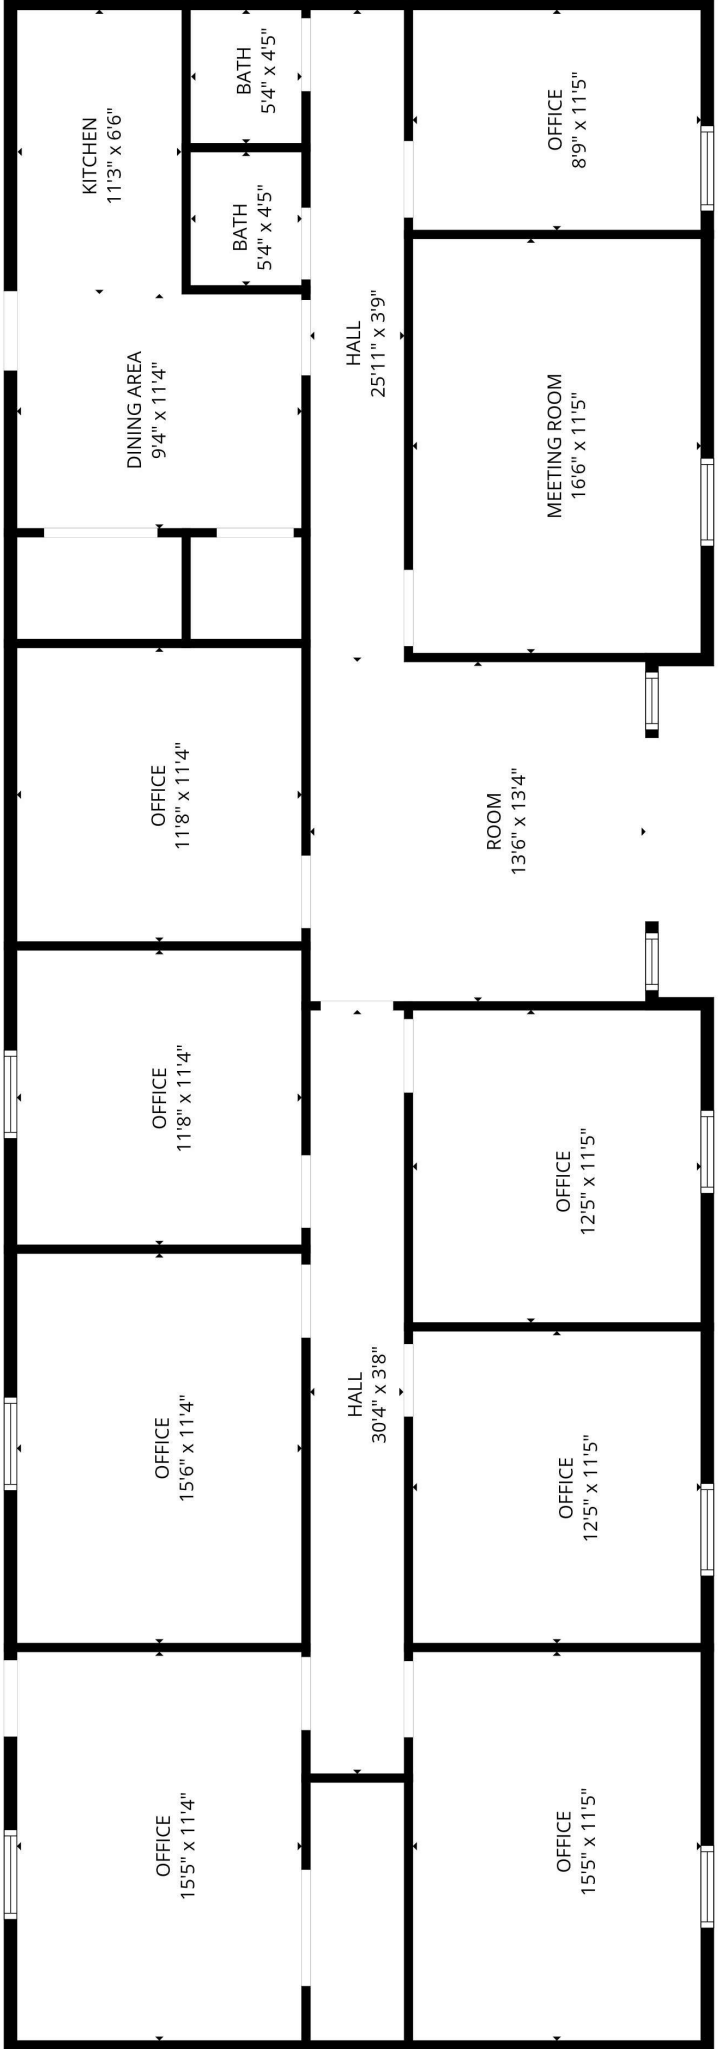 KITCHEN
11'3" x 6'6"
BATH
5'4" x 4'5"
BATH
5'4" x 4'5"
OFFICE
8'9" x 11'5"
HALL
25'11" x 3'9"
DINING AREA
9'4" x 11'4"
MEETING ROOM
16'6" x 11'5"
OFFICE
11'8" x 11'4"
ROOM
13'6" x 13'4"
OFFICE
11'8" x 11'4"
OFFICE
12'5" x 11'5"
HALL
30'4" x 3'8"
OFFICE
15'6" x 11'4"
OFFICE
12'5" x 11'5"
OFFICE
15'5" x 11'4"
OFFICE
15'5" x 11'5"